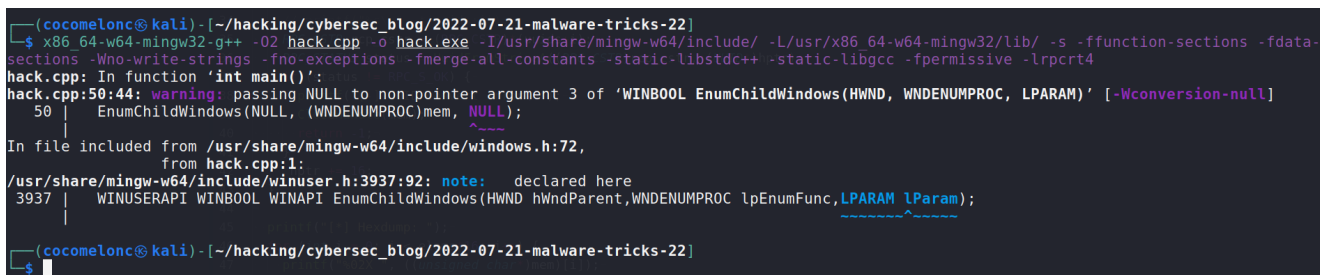 ┌──(cocomelonc㉿kali)-[~/hacking/cybersec_blog/2022-07-21-malware-tricks-22]
└─$ x86_64-w64-mingw32-g++ -O2 hack.cpp -o hack.exe -I/usr/share/mingw-w64/include/ -L/usr/x86_64-w64-mingw32/lib/ -s -ffunction-sections -fdata-
sections -Wno-write-strings -fno-exceptions -fmerge-all-constants -static-libstdc++ -static-libgcc -fpermissive -lrpcrt4
hack.cpp: In function ‘int main()’:
hack.cpp:50:44: warning: passing NULL to non-pointer argument 3 of ‘WINBOOL EnumChildWindows(HWND, WNDENUMPROC, LPARAM)’ [-Wconversion-null]
   50 |   EnumChildWindows(NULL, (WNDENUMPROC)mem, NULL);
      |                                            ^~~~
In file included from /usr/share/mingw-w64/include/windows.h:72,
                 from hack.cpp:1:
/usr/share/mingw-w64/include/winuser.h:3937:92: note:   declared here
 3937 |   WINUSERAPI WINBOOL WINAPI EnumChildWindows(HWND hWndParent,WNDENUMPROC lpEnumFunc,LPARAM lParam);
      |                                                                                     ~~~~~~~^~~~~~
┌──(cocomelonc㉿kali)-[~/hacking/cybersec_blog/2022-07-21-malware-tricks-22]
└─$